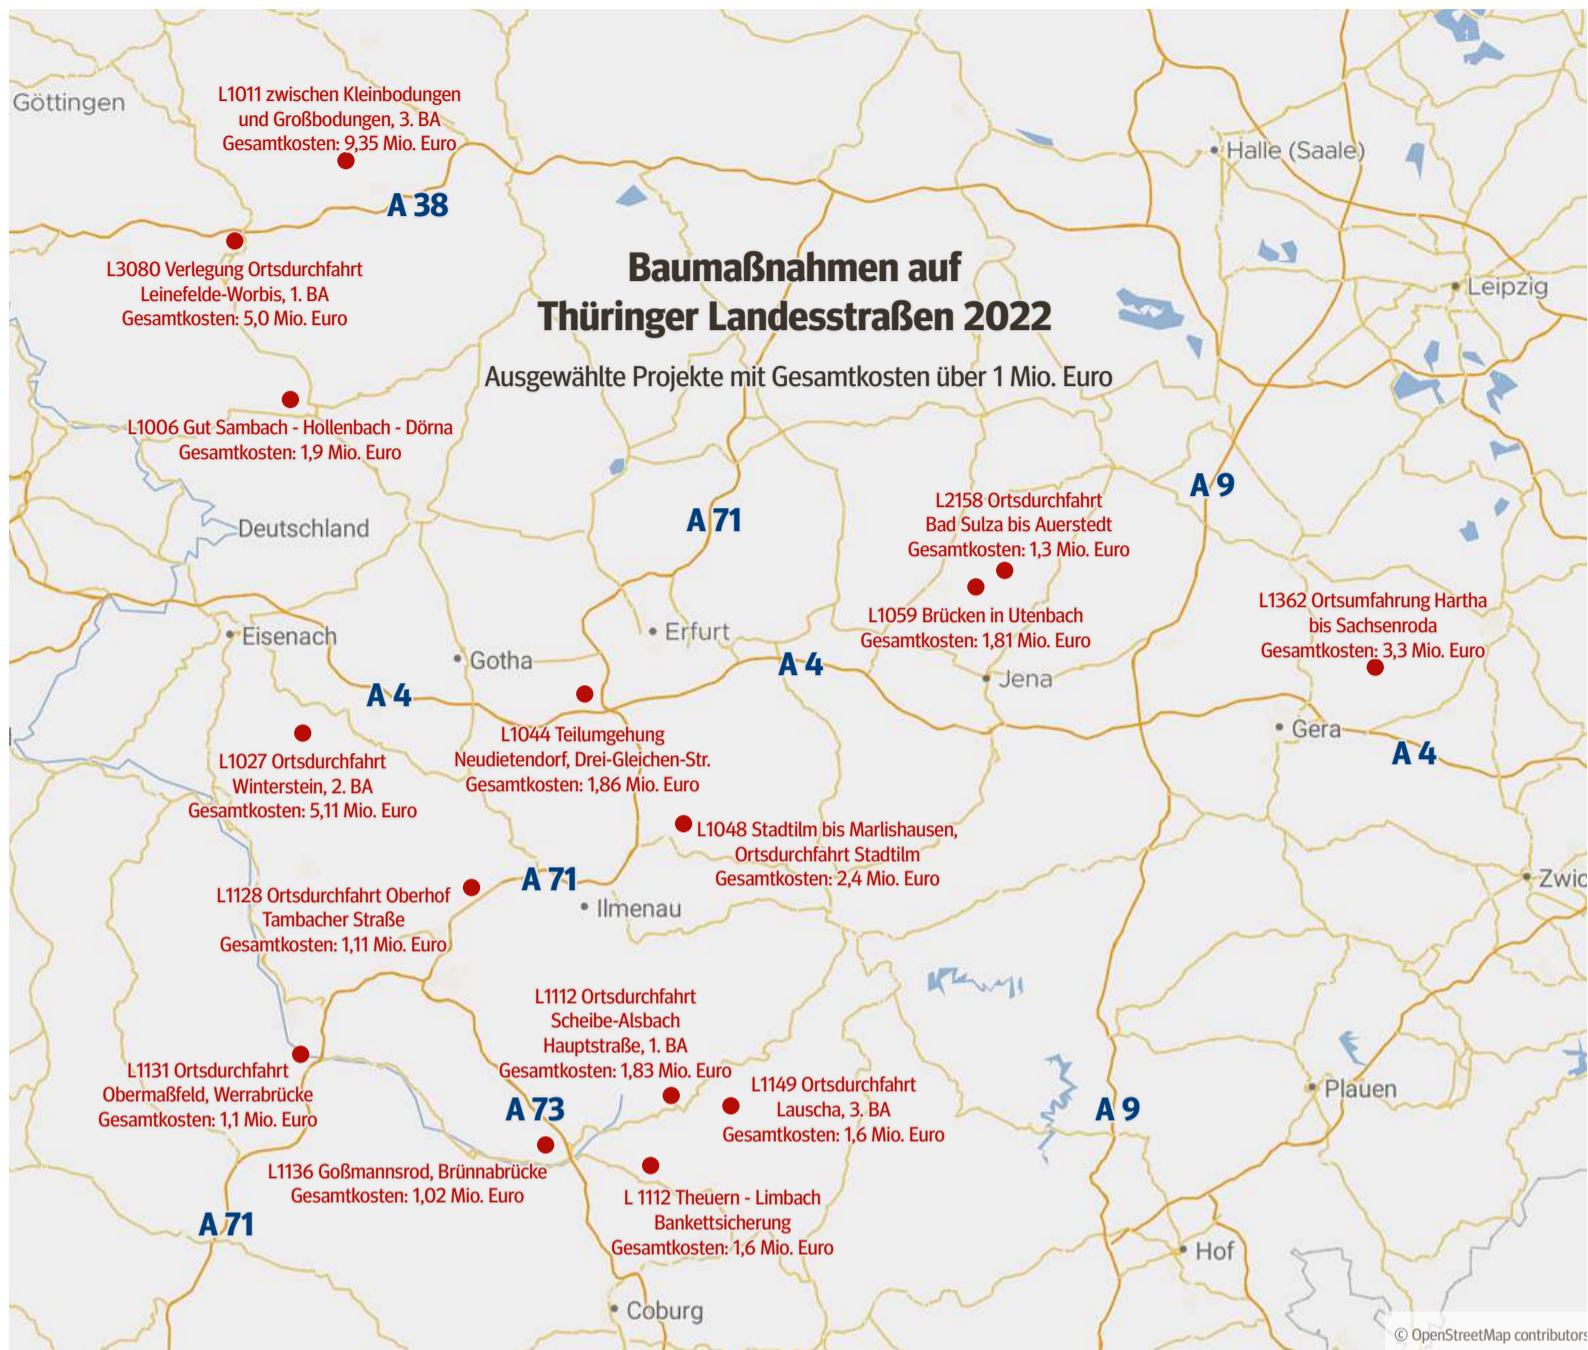 Göttingen
L1011 zwischen Kleinbodungen
und Großbodungen, 3. BA
Gesamtkosten: 9,35 Mio. Euro
Halle (Saale)
A 38
L3080 Verlegung Ortsdurchfahrt
Leinefelde-Worbis, 1. BA
Gesamtkosten: 5,0 Mio. Euro
Baumaßnahmen auf
Thüringer Landesstraßen 2022
Ausgewählte Projekte mit Gesamtkosten über 1 Mio. Euro
Leipzig
L1006 Gut Sambach - Hollenbach - Dörna
Gesamtkosten: 1,9 Mio. Euro
A 9
Deutschland
A 71
L2158 Ortsdurchfahrt
Bad Sulza bis Auerstedt
Gesamtkosten: 1,3 Mio. Euro
L1059 Brücken in Utenbach
Gesamtkosten: 1,81 Mio. Euro
L1362 Ortsumfahrung Hartha
bis Sachsenroda
Gesamtkosten: 3,3 Mio. Euro
Eisenach
Gotha
Erfurt
A 4
A 4
Jena
Gera
A 4
L1027 Ortsdurchfahrt
Winterstein, 2. BA
Gesamtkosten: 5,11 Mio. Euro
L1044 Teilumgehung
Neudietendorf, Drei-Gleichen-Str.
Gesamtkosten: 1,86 Mio. Euro
L1048 Stadtilm bis Marlishausen,
Ortsdurchfahrt Stadtilm
Gesamtkosten: 2,4 Mio. Euro
A 71
Zwic
L1128 Ortsdurchfahrt Oberhof
Tambacher Straße
Gesamtkosten: 1,11 Mio. Euro
Ilmenau
L1112 Ortsdurchfahrt
Scheibe-Alsbach
Hauptstraße, 1. BA
Gesamtkosten: 1,83 Mio. Euro
L1131 Ortsdurchfahrt
Obermaßfeld, Werrabrücke
Gesamtkosten: 1,1 Mio. Euro
A 73
L1149 Ortsdurchfahrt
Lauscha, 3. BA
Gesamtkosten: 1,6 Mio. Euro
A 9
Plauen
L1136 Goßmannsrod, Brünnabrücke
Gesamtkosten: 1,02 Mio. Euro
L 1112 Theuern - Limbach
Bankettsicherung
Gesamtkosten: 1,6 Mio. Euro
A 71
Hof
Coburg
© OpenStreetMap contributors